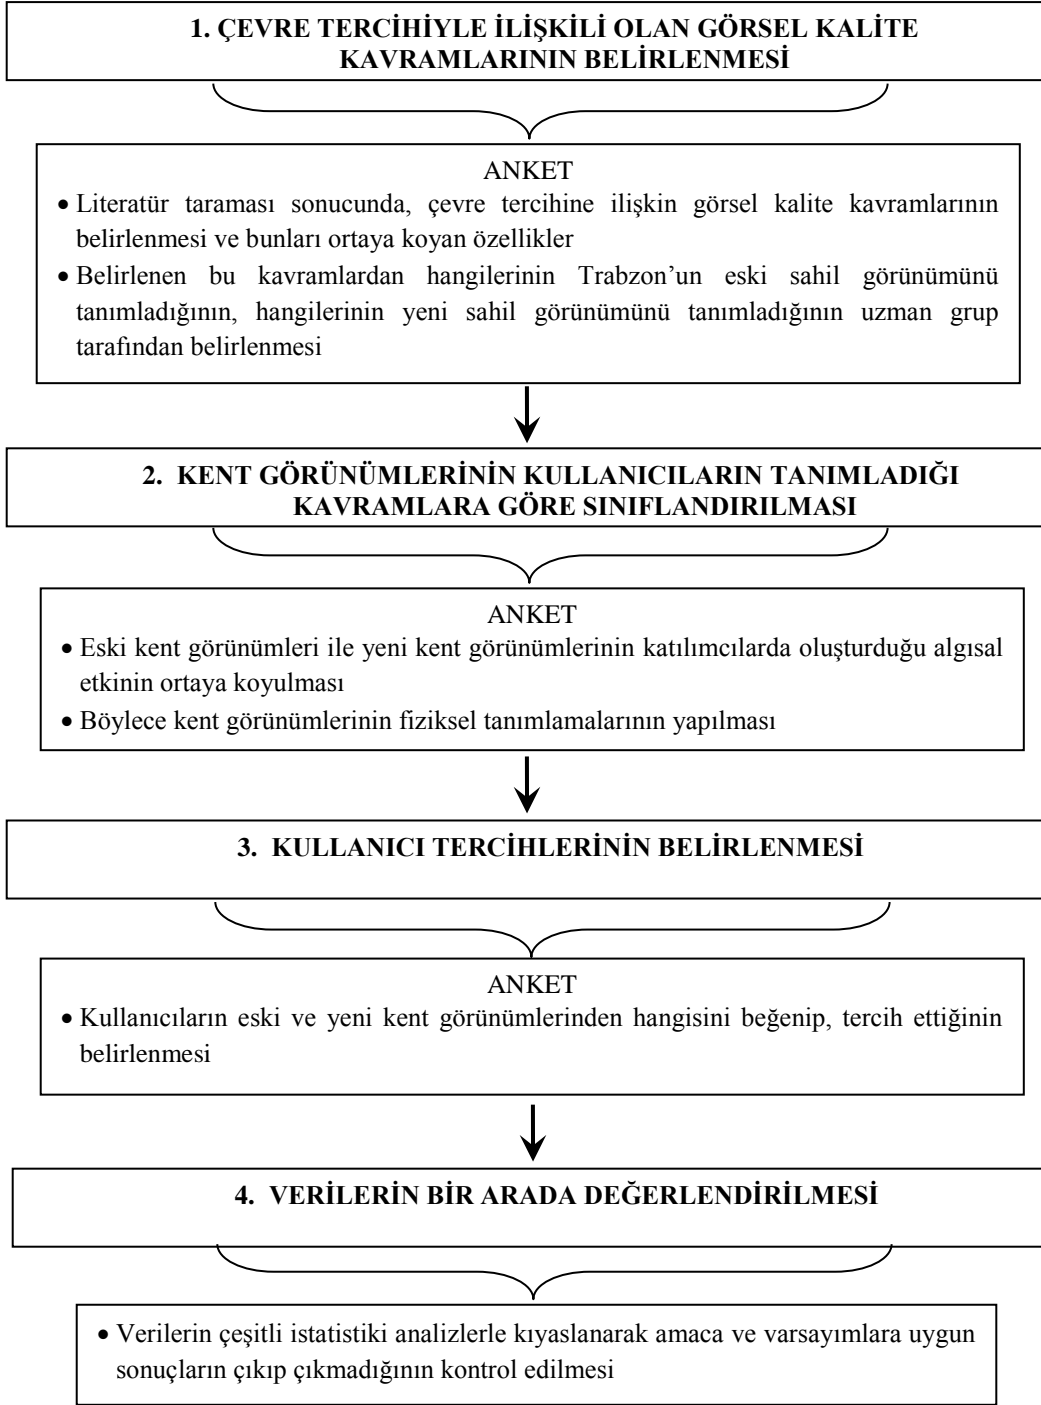 1. ÇEVRE TERCİHİYLE İLİŞKİLİ OLAN GÖRSEL KALİTE
KAVRAMLARININ BELİRLENMESİ
ANKET
• Literatür taraması sonucunda, çevre tercihine ilişkin görsel kalite kavramlarının
belirlenmesi ve bunları ortaya koyan özellikler
• Belirlenen bu kavramlardan hangilerinin Trabzon’un eski sahil görünümünü
tanımladığının, hangilerinin yeni sahil görünümünü tanımladığının uzman grup
tarafından belirlenmesi
2. KENT GÖRÜNÜMLERİNİN KULLANICILARIN TANIMLADIĞI
KAVRAMLARA GÖRE SINIFLANDIRILMASI
ANKET
• Eski kent görünümleri ile yeni kent görünümlerinin katılımcılarda oluşturduğu algısal
etkinin ortaya koyulması
• Böylece kent görünümlerinin fiziksel tanımlamalarının yapılması
3. KULLANICI TERCİHLERİNİN BELİRLENMESİ
ANKET
• Kullanıcıların eski ve yeni kent görünümlerinden hangisini beğenip, tercih ettiğinin
belirlenmesi
4. VERİLERİN BİR ARADA DEĞERLENDİRİLMESİ
• Verilerin çeşitli istatistiki analizlerle kıyaslanarak amaca ve varsayımlara uygun
sonuçların çıkıp çıkmadığının kontrol edilmesi